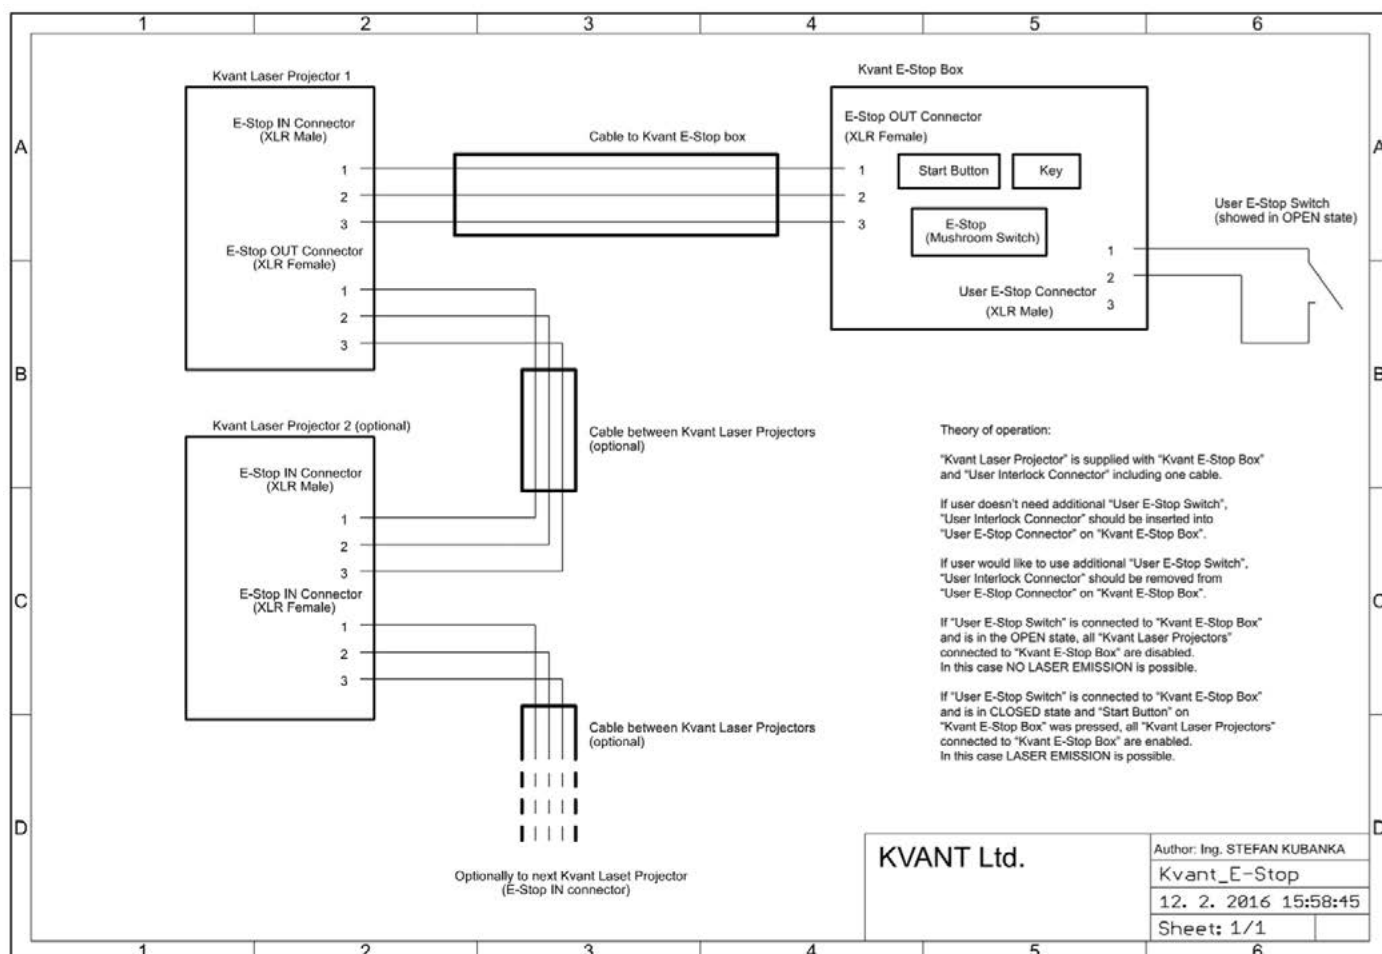 1 2 3 4 5 6
Kvant Laser Projector 1
E-Stop IN Connector
(XLR Male)
1
2
3
E-Stop OUT Connector
(XLR Female)
1
2
3
Cable to Kvant E-Stop box
Kvant E-Stop Box
E-Stop OUT Connector
(XLR Female)
1
2
3
Start Button
Key
E-Stop
(Mushroom Switch)
1
2
3
User E-Stop Connector
(XLR Male)
User E-Stop Switch
(showed in OPEN state)
A
A
B
B
C
C
D
D
Kvant Laser Projector 2 (optional)
E-Stop IN Connector
(XLR Male)
1
2
3
E-Stop IN Connector
(XLR Female)
1
2
3
Cable between Kvant Laser Projectors
(optional)
Cable between Kvant Laser Projectors
(optional)
Optionally to next Kvant Laset Projector
(E-Stop IN connector)
Theory of operation:
"Kvant Laser Projector" is supplied with "Kvant E-Stop Box"
and "User Interlock Connector" including one cable.
If user doesn't need additional "User E-Stop Switch",
"User Interlock Connector" should be inserted into
"User E-Stop Connector" on "Kvant E-Stop Box".
If user would like to use additional "User E-Stop Switch",
"User Interlock Connector" should be removed from
"User E-Stop Connector" on "Kvant E-Stop Box".
If "User E-Stop Switch" is connected to "Kvant E-Stop Box"
and is in the OPEN state, all "Kvant Laser Projectors"
connected to "Kvant E-Stop Box" are disabled.
In this case NO LASER EMISSION is possible.
If "User E-Stop Switch" is connected to "Kvant E-Stop Box"
and is in CLOSED state and "Start Button" on
"Kvant E-Stop Box" was pressed, all "Kvant Laser Projectors"
connected to "Kvant E-Stop Box" are enabled.
In this case LASER EMISSION is possible.
KVANT Ltd.
Author: Ing. STEFAN KUBANKA
Kvant_E-Stop
12. 2. 2016 15:58:45
Sheet: 1/1
1 2 3 4 5 6